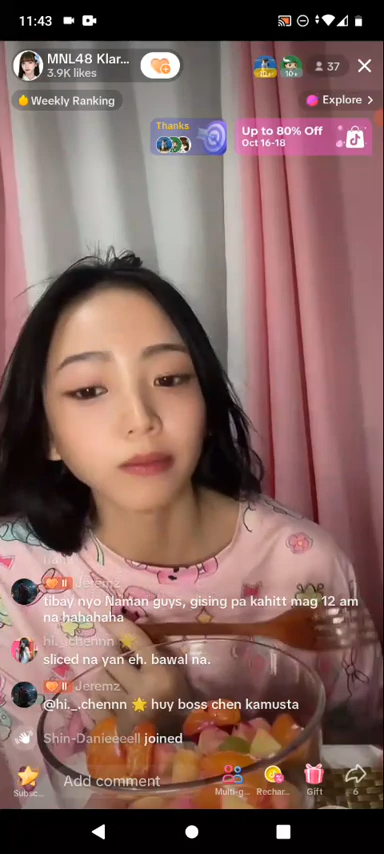 11:43
MNL48 Klar...
3.9K likes
37
Weekly Ranking
Explore
Thanks
Up to 80% Off
Oct 16-18
Jeremz
tibay nyo Naman guys, gising pa kahitt mag 12 am
na hahahaha
hi._.chennn
sliced na yan eh. bawal na.
II Jeremz
@hi._.chennn 🌟 huy boss chen kamusta
Shin-Danieeeell joined
Add comment
Subsc...
Multi-g...
Rechar...
Gift
6